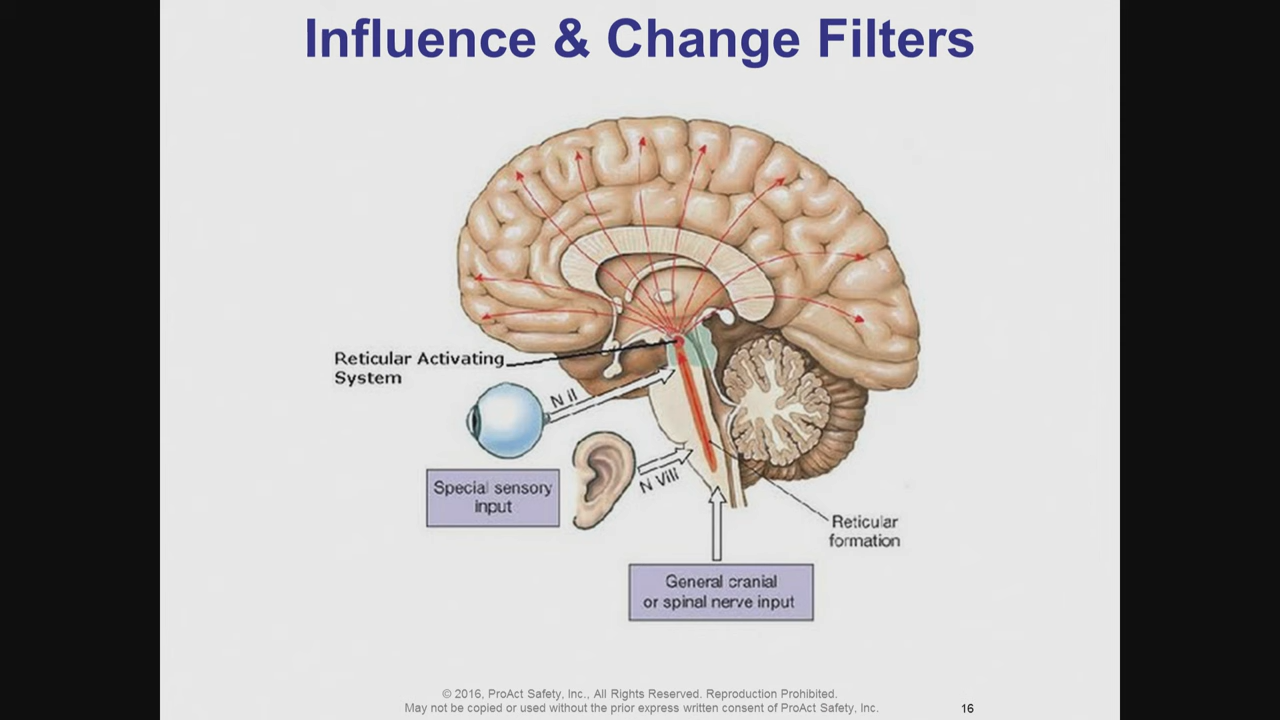 Influence & Change Filters
Reticular Activating
System
N II
Special sensory
input
N VIII
Reticular
formation
General cranial
or spinal nerve input
© 2016, ProAct Safety, Inc., All Rights Reserved. Reproduction Prohibited.
May not be copied or used without the prior express written consent of ProAct Safety, Inc.
16